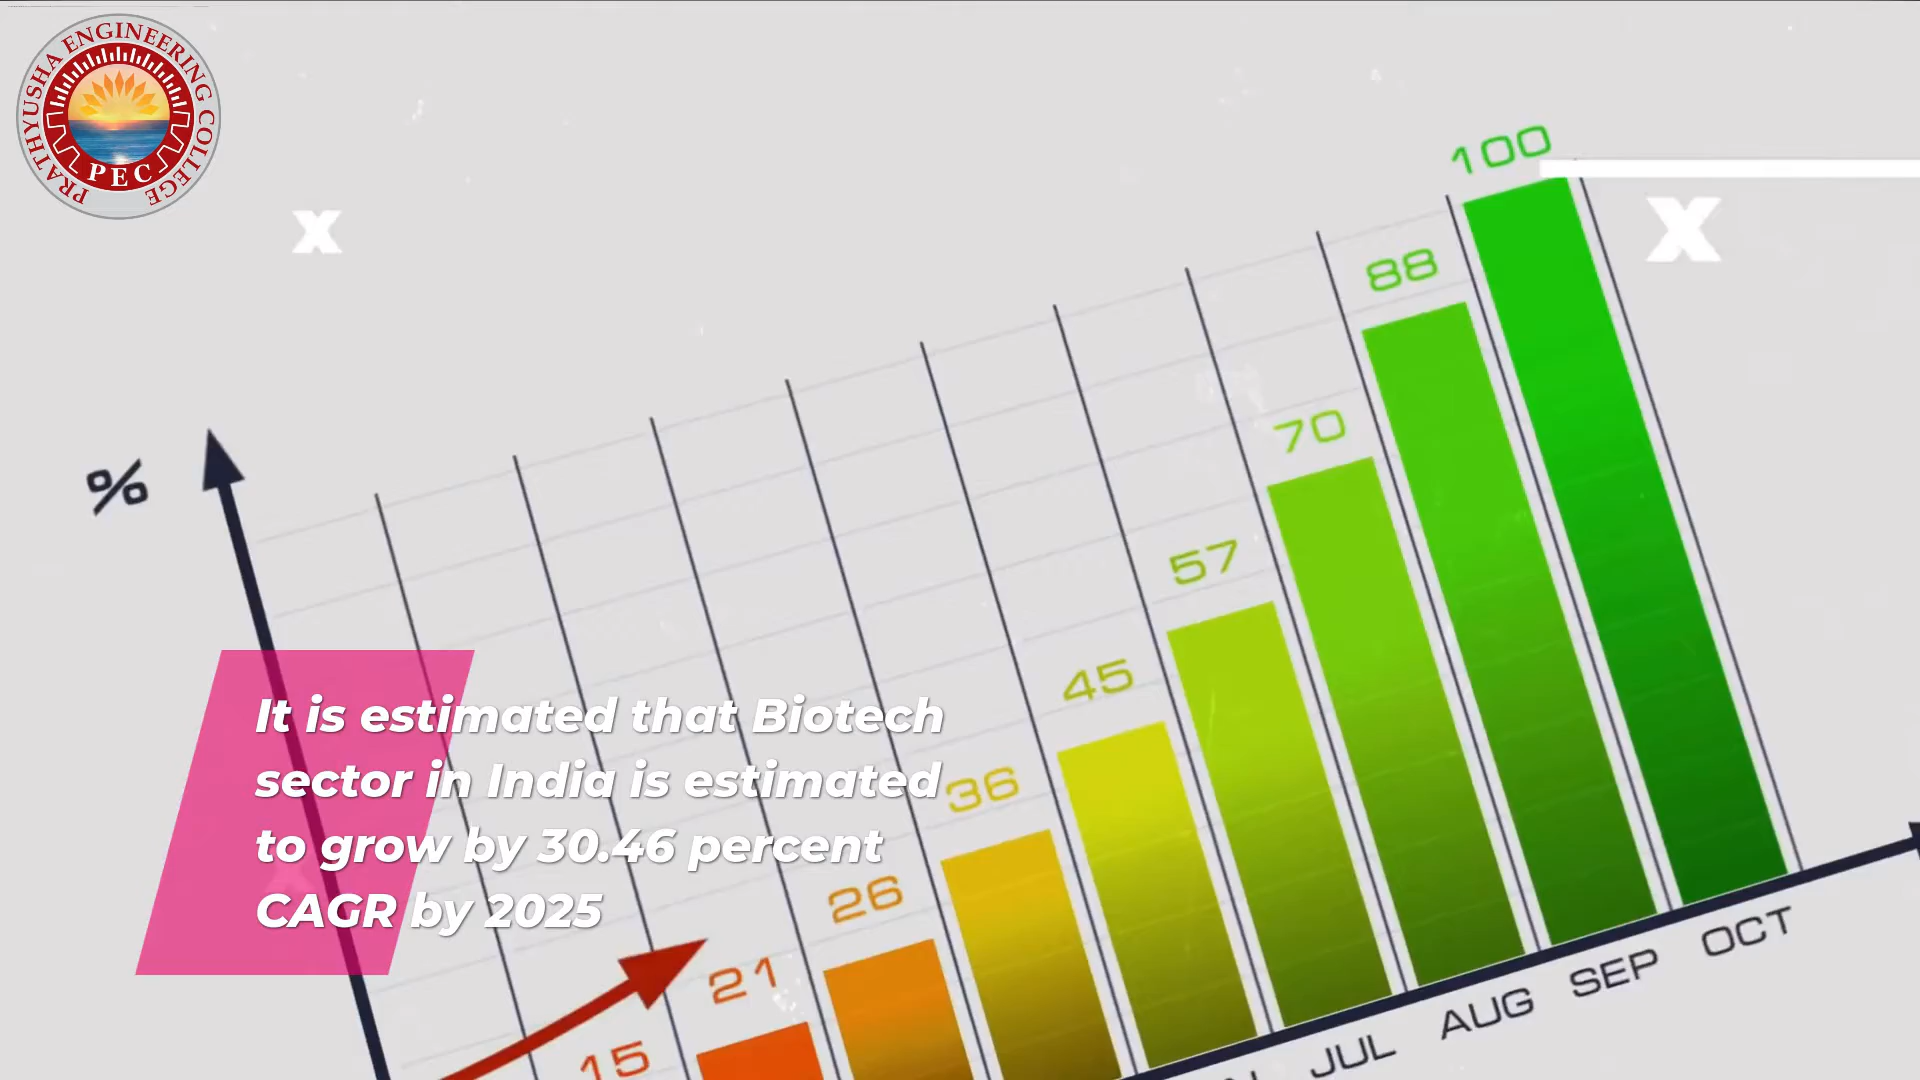 PRATHYUSHA ENGINEERING COLLEGE
PEC
X
X
%
100
88
70
57
45
36
26
21
15
It is estimated that Biotech
sector in India is estimated
to grow by 30.46 percent
CAGR by 2025
JUL
AUG
SEP
OCT